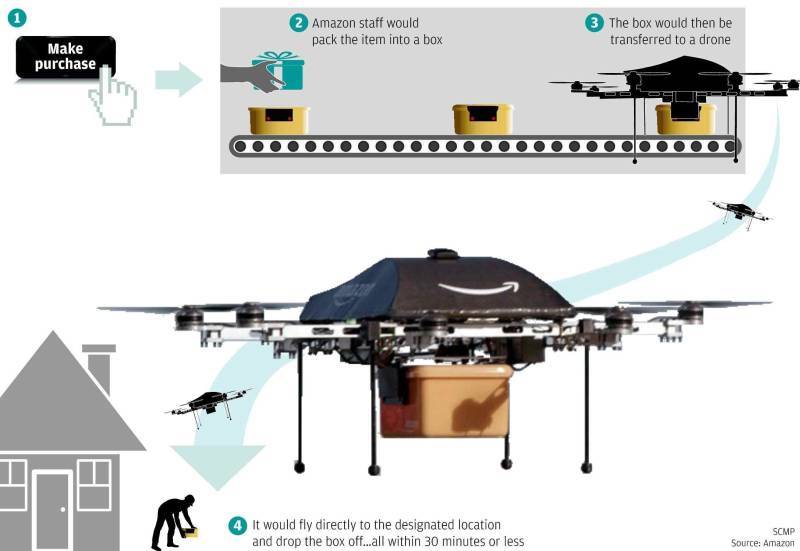 1
Make
purchase
2 Amazon staff would
pack the item into a box
3 The box would then be
transferred to a drone
amazon
4 It would fly directly to the designated location
and drop the box off...all within 30 minutes or less
SCMP
Source: Amazon